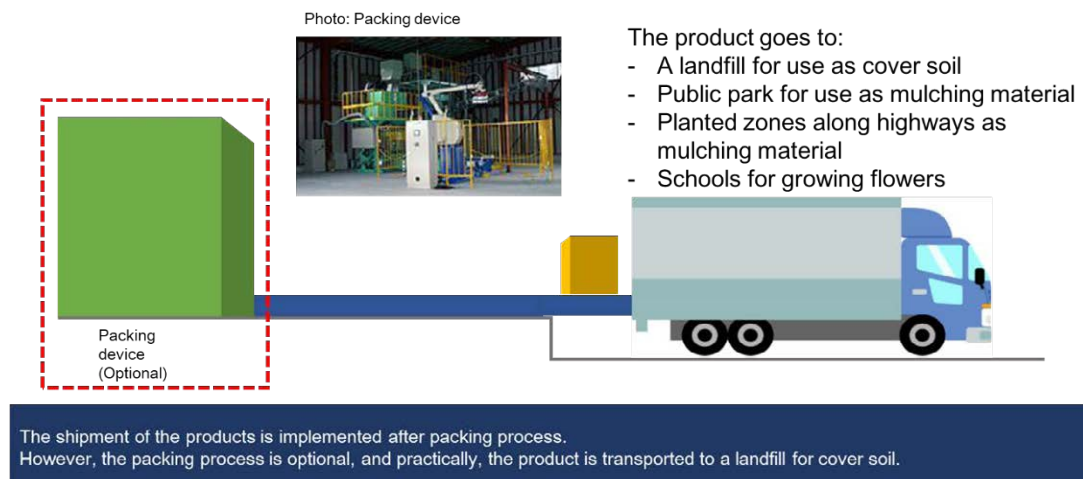 Photo: Packing device
The product goes to:
- A landfill for use as cover soil
- Public park for use as mulching material
- Planted zones along highways as
mulching material
- Schools for growing flowers
Packing
device
(Optional)
The shipment of the products is implemented after packing process.
However, the packing process is optional, and practically, the product is transported to a landfill for cover soil.